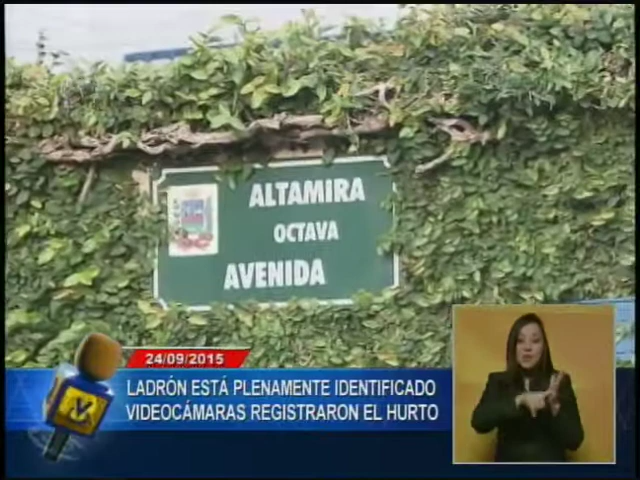 ALTAMIRA
OCTAVA
AVENIDA
24/09/2015
LADRÓN ESTÁ PLENAMENTE IDENTIFICADO
VIDEOCÁMARAS REGISTRARON EL HURTO